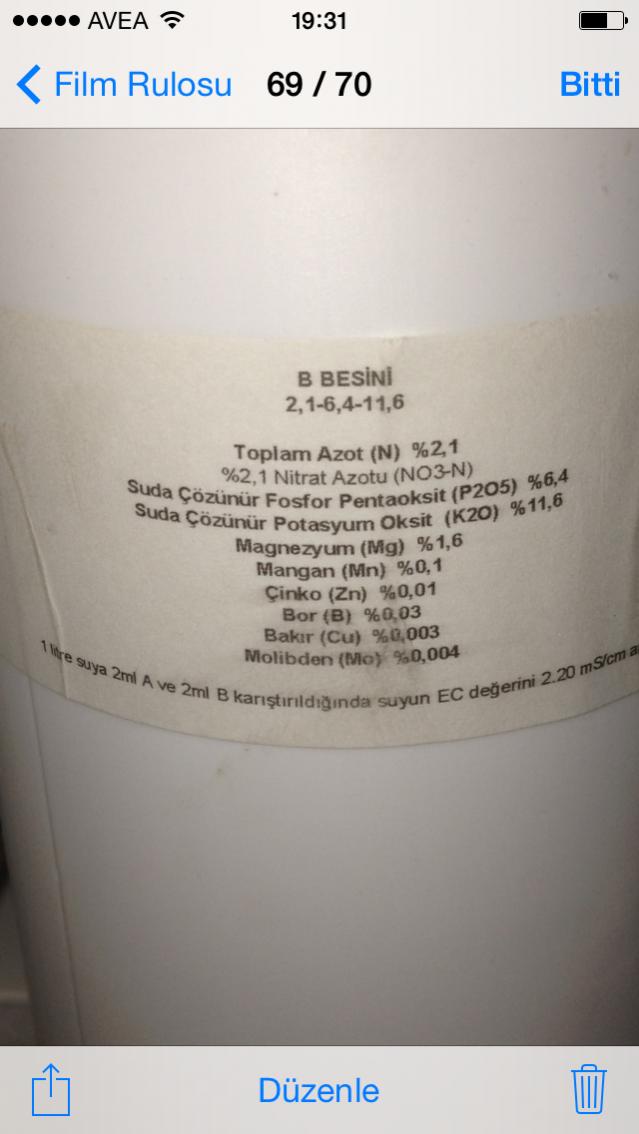 AVEA 19:31
Film Rulosu 69 / 70 Bitti
B BESİNİ
2,1-6,4-11,6
Toplam Azot (N) %2,1
%2,1 Nitrat Azotu (NO3-N)
Suda Çözünür Fosfor Pentaoksit (P2O5) %6,4
Suda Çözünür Potasyum Oksit (K2O) %11,6
Magnezyum (Mg) %1,6
Mangan (Mn) %0,1
Çinko (Zn) %0,01
Bor (B) %0,03
Bakır (Cu) %0,003
Molibden (Mo) %0,004
1 litre suya 2ml A ve 2ml B karıştırıldığında suyun EC değerini 2.20 mS/cm
Düzenle